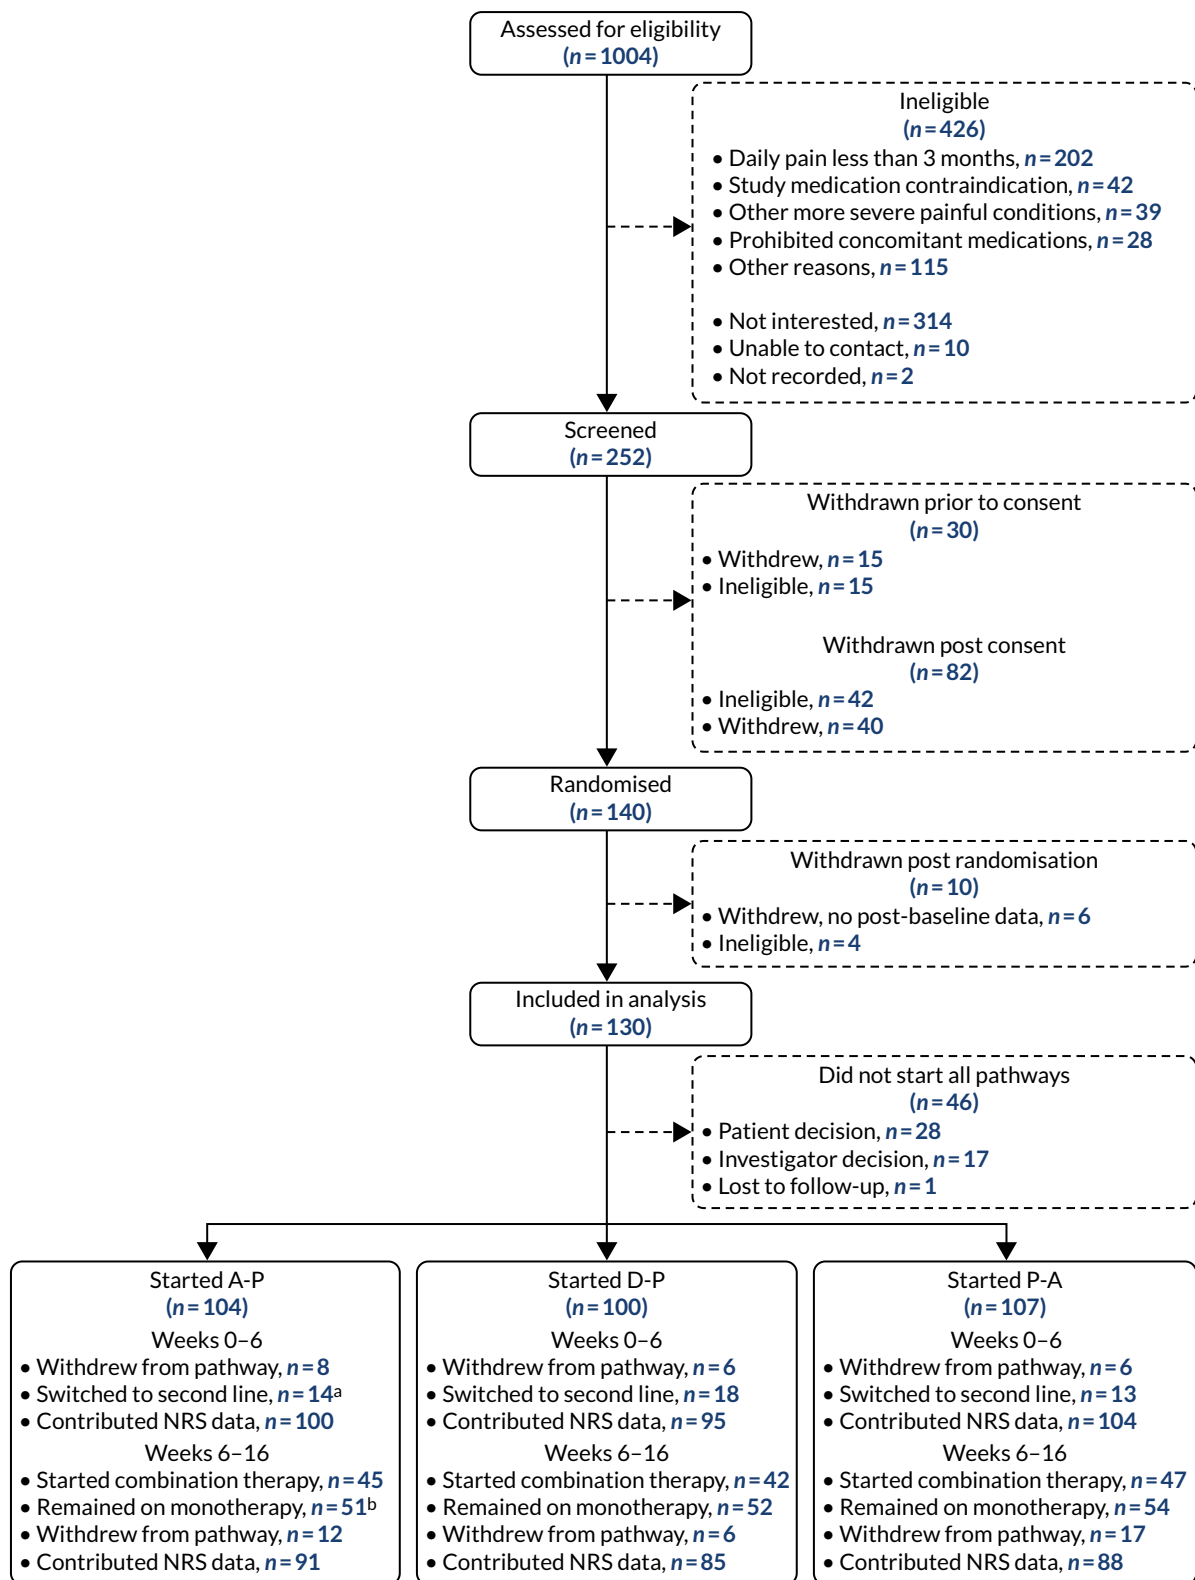 Assessed for eligibility
(n = 1004)
Ineligible
(n = 426)
• Daily pain less than 3 months, n = 202
• Study medication contraindication, n = 42
• Other more severe painful conditions, n = 39
• Prohibited concomitant medications, n = 28
• Other reasons, n = 115
• Not interested, n = 314
• Unable to contact, n = 10
• Not recorded, n = 2
Screened
(n = 252)
Withdrawn prior to consent
(n = 30)
• Withdrew, n = 15
• Ineligible, n = 15
Withdrawn post consent
(n = 82)
• Ineligible, n = 42
• Withdrew, n = 40
Randomised
(n = 140)
Withdrawn post randomisation
(n = 10)
• Withdrew, no post-baseline data, n = 6
• Ineligible, n = 4
Included in analysis
(n = 130)
Did not start all pathways
(n = 46)
• Patient decision, n = 28
• Investigator decision, n = 17
• Lost to follow-up, n = 1
Started A-P
(n = 104)
Weeks 0–6
• Withdrew from pathway, n = 8
• Switched to second line, n = 14a
• Contributed NRS data, n = 100
Weeks 6–16
• Started combination therapy, n = 45
• Remained on monotherapy, n = 51b
• Withdrew from pathway, n = 12
• Contributed NRS data, n = 91
Started D-P
(n = 100)
Weeks 0–6
• Withdrew from pathway, n = 6
• Switched to second line, n = 18
• Contributed NRS data, n = 95
Weeks 6–16
• Started combination therapy, n = 42
• Remained on monotherapy, n = 52
• Withdrew from pathway, n = 6
• Contributed NRS data, n = 85
Started P-A
(n = 107)
Weeks 0–6
• Withdrew from pathway, n = 6
• Switched to second line, n = 13
• Contributed NRS data, n = 104
Weeks 6–16
• Started combination therapy, n = 47
• Remained on monotherapy, n = 54
• Withdrew from pathway, n = 17
• Contributed NRS data, n = 88